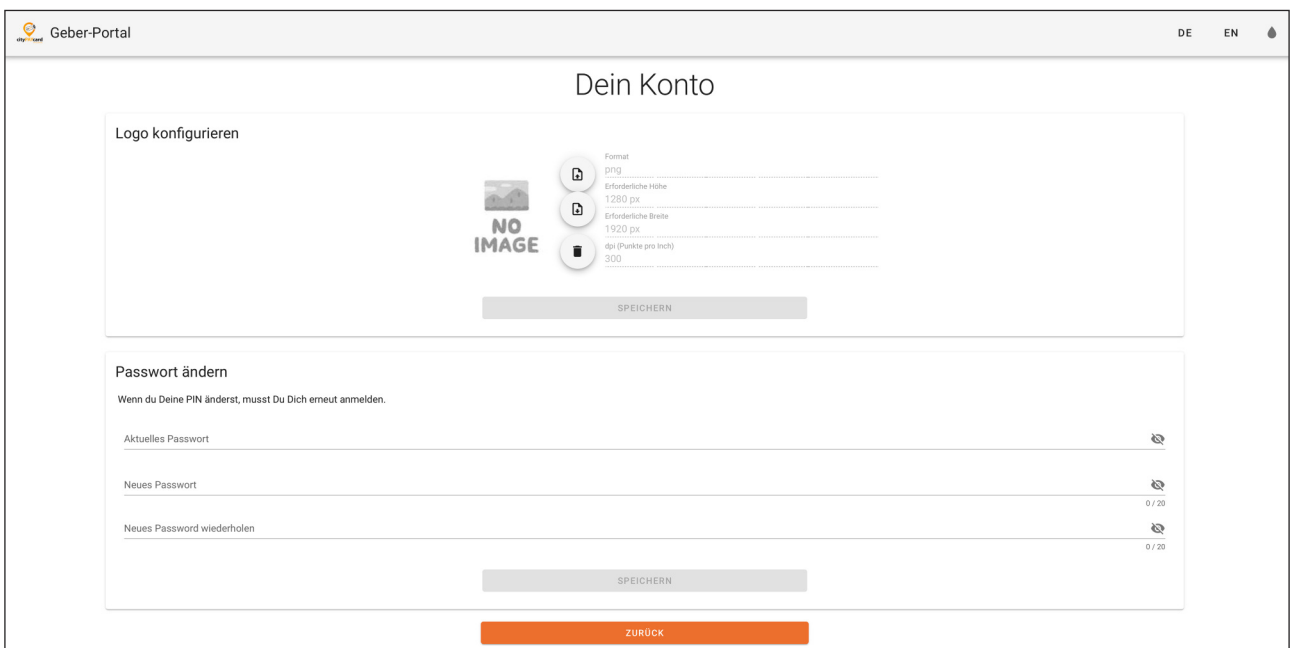 Geber-Portal
DE
EN
Dein Konto
Logo konfigurieren
NO
IMAGE
Format
png
Erforderliche Höhe
1280 px
Erforderliche Breite
1920 px
dpi (Punkte pro Inch)
300
SPEICHERN
Passwort ändern
Wenn du Deine PIN änderst, musst Du Dich erneut anmelden.
Aktuelles Passwort
Neues Passwort
0 / 20
Neues Password wiederholen
0 / 20
SPEICHERN
ZURÜCK